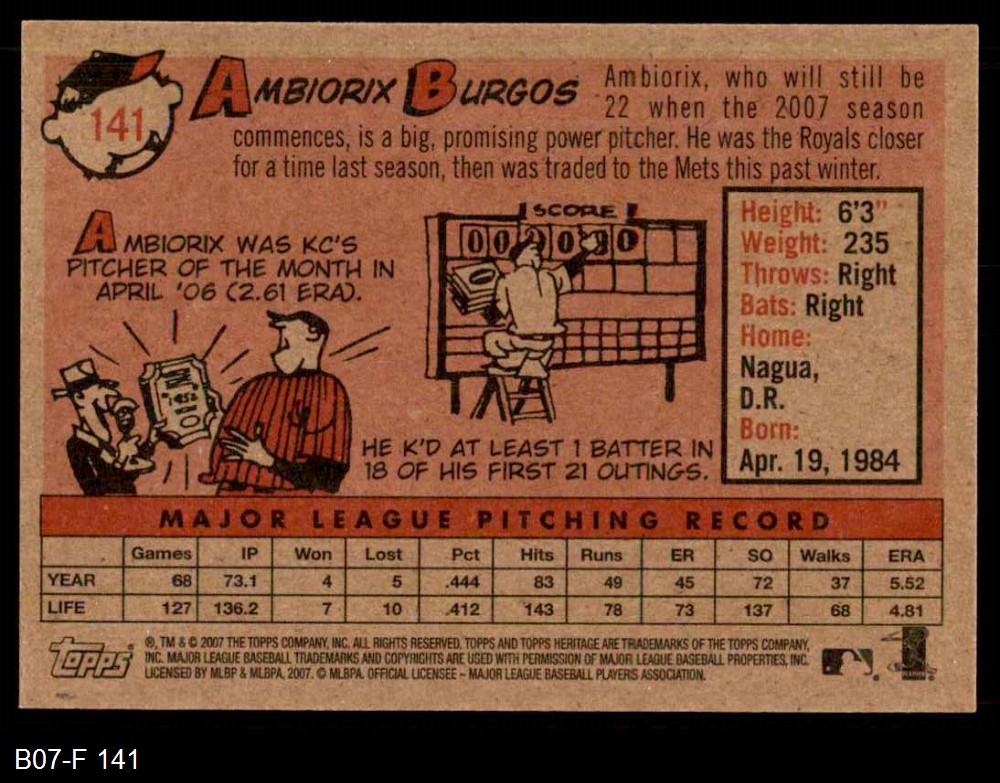 141
AMBIORIX BURGOS
Ambiorix, who will still be
22 when the 2007 season
commences, is a big, promising power pitcher. He was the Royals closer
for a time last season, then was traded to the Mets this past winter.
AMBIORIX WAS KC'S
PITCHER OF THE MONTH IN
APRIL '06 (2.61 ERA).
SCORE
0 0 0 0 0 0
HE K'D AT LEAST 1 BATTER IN
18 OF HIS FIRST 21 OUTINGS.
Height: 6'3"
Weight: 235
Throws: Right
Bats: Right
Home:
Nagua,
D.R.
Born:
Apr. 19, 1984
MAJOR LEAGUE PITCHING RECORD
Games IP Won Lost Pct Hits Runs ER SO Walks ERA
YEAR 68 73.1 4 5 .444 83 49 45 72 37 5.52
LIFE 127 136.2 7 10 .412 143 78 73 137 68 4.81
Topps
®, TM & © 2007 THE TOPPS COMPANY, INC. ALL RIGHTS RESERVED. TOPPS AND TOPPS HERITAGE ARE TRADEMARKS OF THE TOPPS COMPANY,
INC. MAJOR LEAGUE BASEBALL TRADEMARKS AND COPYRIGHTS ARE USED WITH PERMISSION OF MAJOR LEAGUE BASEBALL PROPERTIES, INC.
LICENSED BY MLBP & MLBPA, 2007. © MLBPA. OFFICIAL LICENSEE – MAJOR LEAGUE BASEBALL PLAYERS ASSOCIATION.
B07-F 141